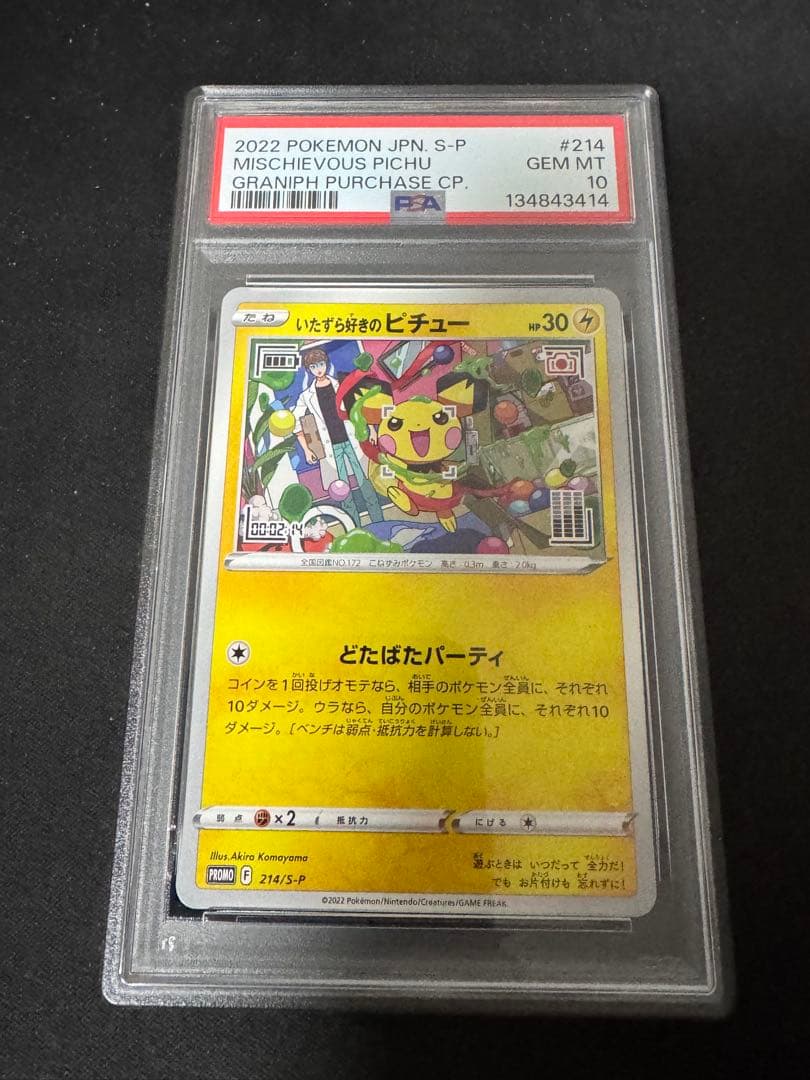 2022 POKEMON JPN. S-P #214
MISCHIEVOUS PICHU GEM MT
GRANIPH PURCHASE CP. 10
PSA 134843414
たね いたずら好きのピチュー HP30
00:02:14
全国図鑑NO.172 こねずみポケモン 高さ 0.3m 重さ 2.0kg
どたばたパーティ
コインを1回投げオモテなら、相手のポケモン全員に、それぞれ
10ダメージ。ウラなら、自分のポケモン全員に、それぞれ10
ダメージ。[ベンチは弱点・抵抗力を計算しない。]
弱点 ×2 抵抗力 にげる
Illus. Akira Komayama
PROMO F 214/S-P
遊ぶときは いつだって 全力だ!
でも お片付けも 忘れずに!
©2022 Pokémon/Nintendo/Creatures/GAME FREAK